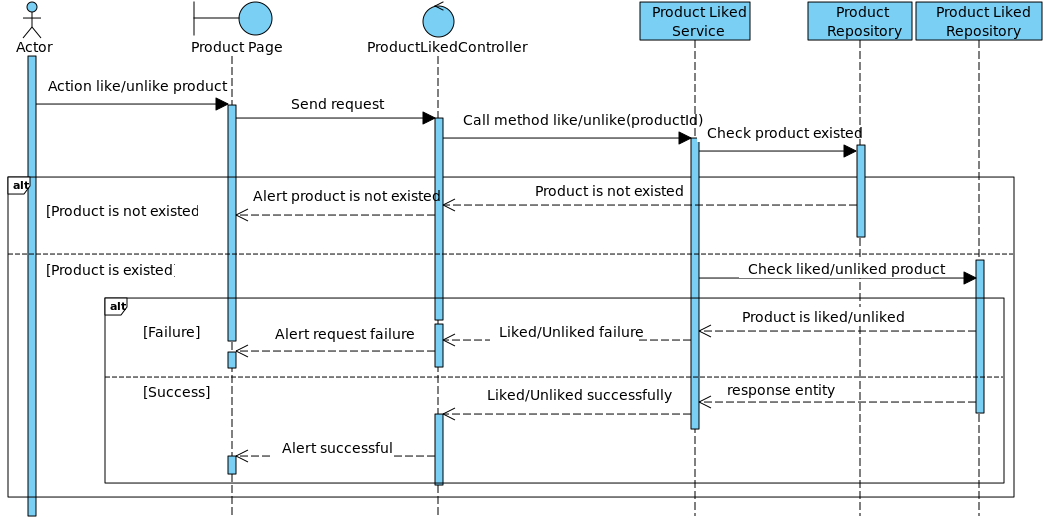 Product Liked
Service
Product
Repository
Product Liked
Repository
Actor
Product Page
ProductLikedController
Action like/unlike product
Send request
Call method like/unlike(productId)
Check product existed
alt
[Product is not existed
Alert product is not existed
Product is not existed
[Product is existed]
Check liked/unliked product
alt
[Failure]
Alert request failure
Liked/Unliked failure
Product is liked/unliked
[Success]
Liked/Unliked successfully
response entity
Alert successful